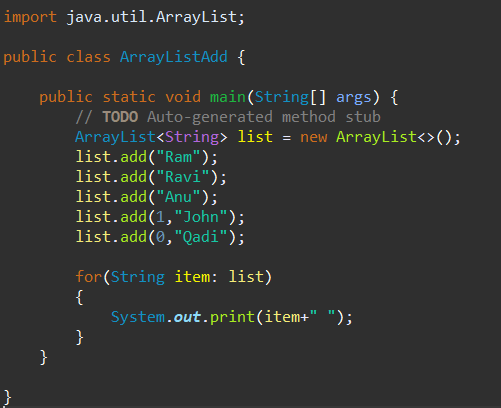 import java.util.ArrayList;
public class ArrayListAdd {
public static void main(String[] args) {
// TODO Auto-generated method stub
ArrayList<String> list = new ArrayList<>();
list.add("Ram");
list.add("Ravi");
list.add("Anu");
list.add(1,"John");
list.add(0,"Qadi");
for(String item: list)
{
System.out.print(item+" ");
}
}
}